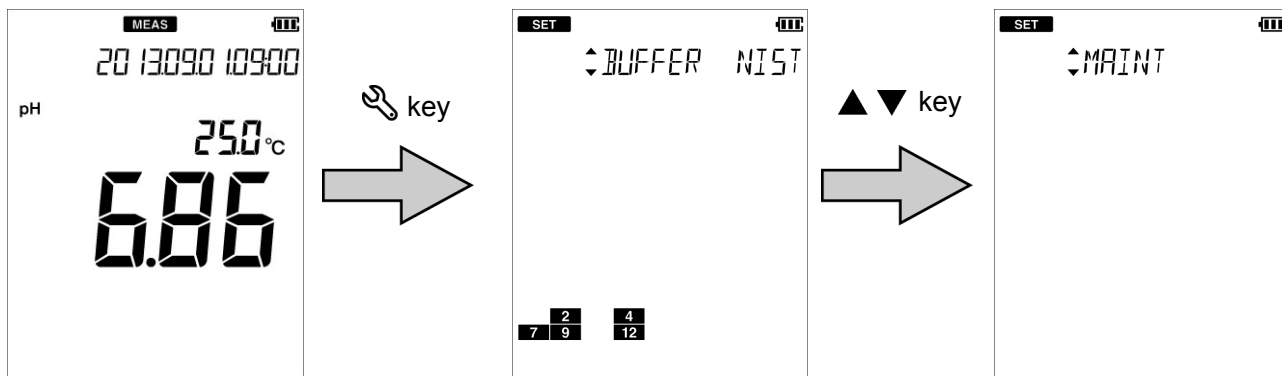 MEAS
2013.09.01.09:00
pH
25.0 °C
6.86
key
SET
BUFFER NIST
2 4
7 9 12
▲ ▼ key
SET
MAINT